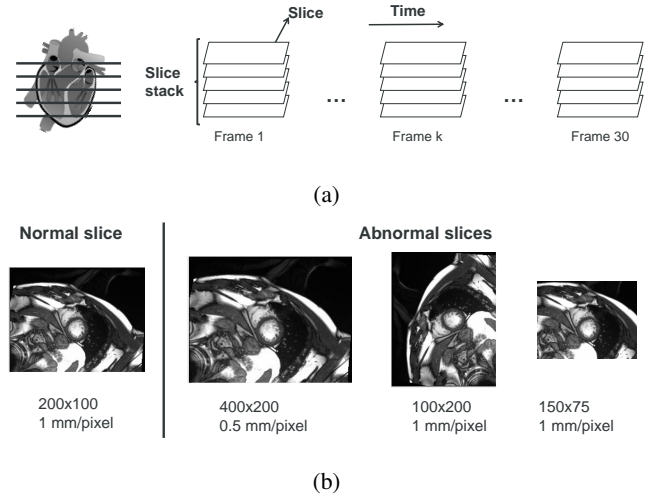 Slice
Time
Slice
stack
...
...
Frame 1
Frame k
Frame 30
(a)
Normal slice
Abnormal slices
200x100
1 mm/pixel
400x200
0.5 mm/pixel
100x200
1 mm/pixel
150x75
1 mm/pixel
(b)